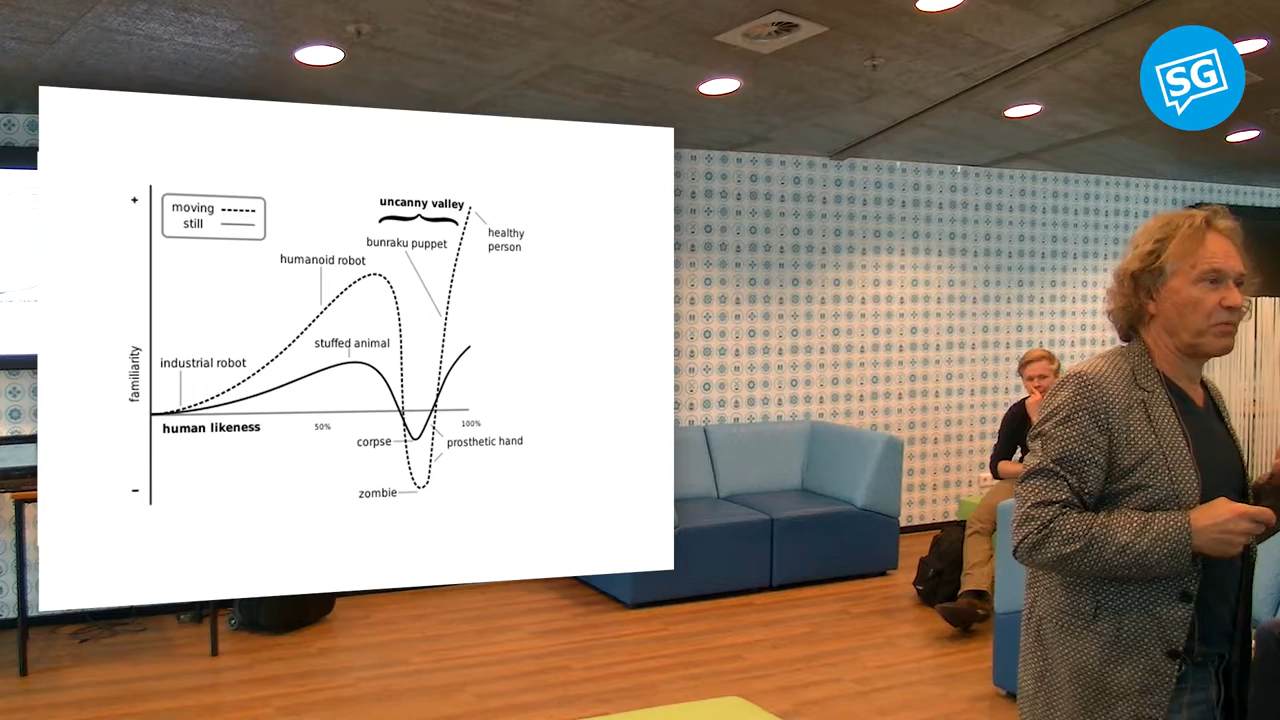 SG
+
moving
still
uncanny valley
healthy
person
bunraku puppet
humanoid robot
stuffed animal
industrial robot
familiarity
human likeness
50%
100%
corpse
prosthetic hand
zombie
-